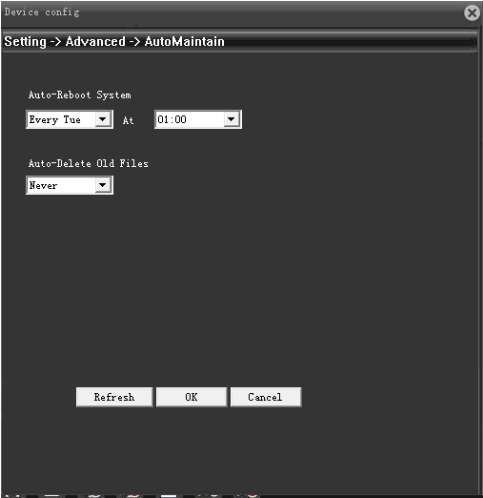 Device config
Setting -> Advanced -> AutoMaintain
Auto-Reboot System
Every Tue At 01:00
Auto-Delete Old Files
Never
Refresh OK Cancel